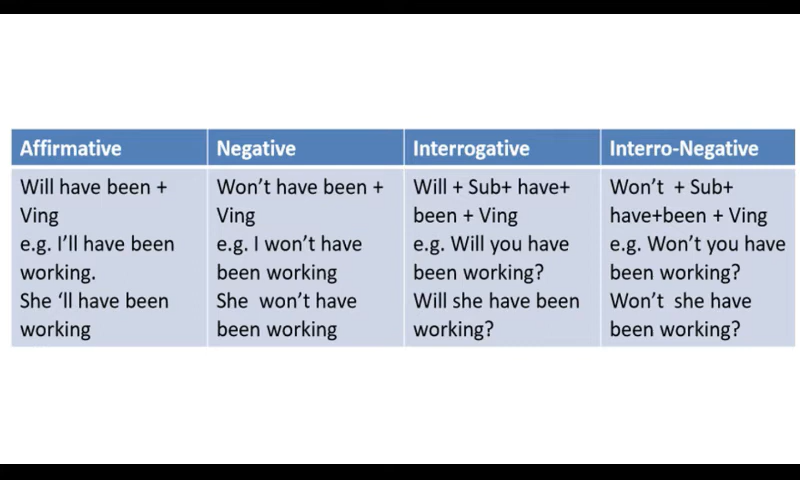 Affirmative
Negative
Interrogative
Interro-Negative
Will have been +
Ving
e.g. I’ll have been
working.
She ‘ll have been
working
Won’t have been +
Ving
e.g. I won’t have
been working
She won’t have
been working
Will + Sub+ have+
been + Ving
e.g. Will you have
been working?
Will she have been
working?
Won’t + Sub+
have+been + Ving
e.g. Won’t you have
been working?
Won’t she have
been working?